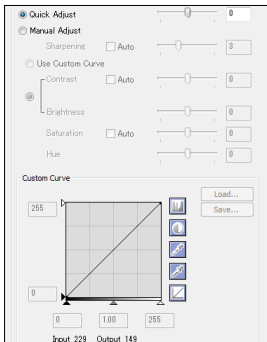 Quick Adjust 0
Manual Adjust
Sharpening Auto 3
Use Custom Curve
Contrast Auto 0
Brightness 0
Saturation Auto 0
Hue 0
Custom Curve
Load...
255 Save...
0
0 1.00 255
Input 229 Output 149